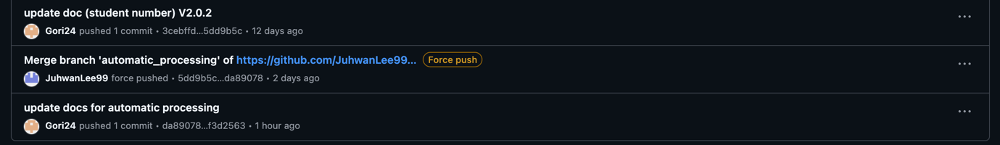 update doc (student number) V2.0.2
Gori24 pushed 1 commit • 3cebffd...5dd9b5c • 12 days ago
Merge branch 'automatic_processing' of https://github.com/JuhwanLee99... Force push
JuhwanLee99 force pushed • 5dd9b5c...da89078 • 2 days ago
update docs for automatic processing
Gori24 pushed 1 commit • da89078...f3d2563 • 1 hour ago